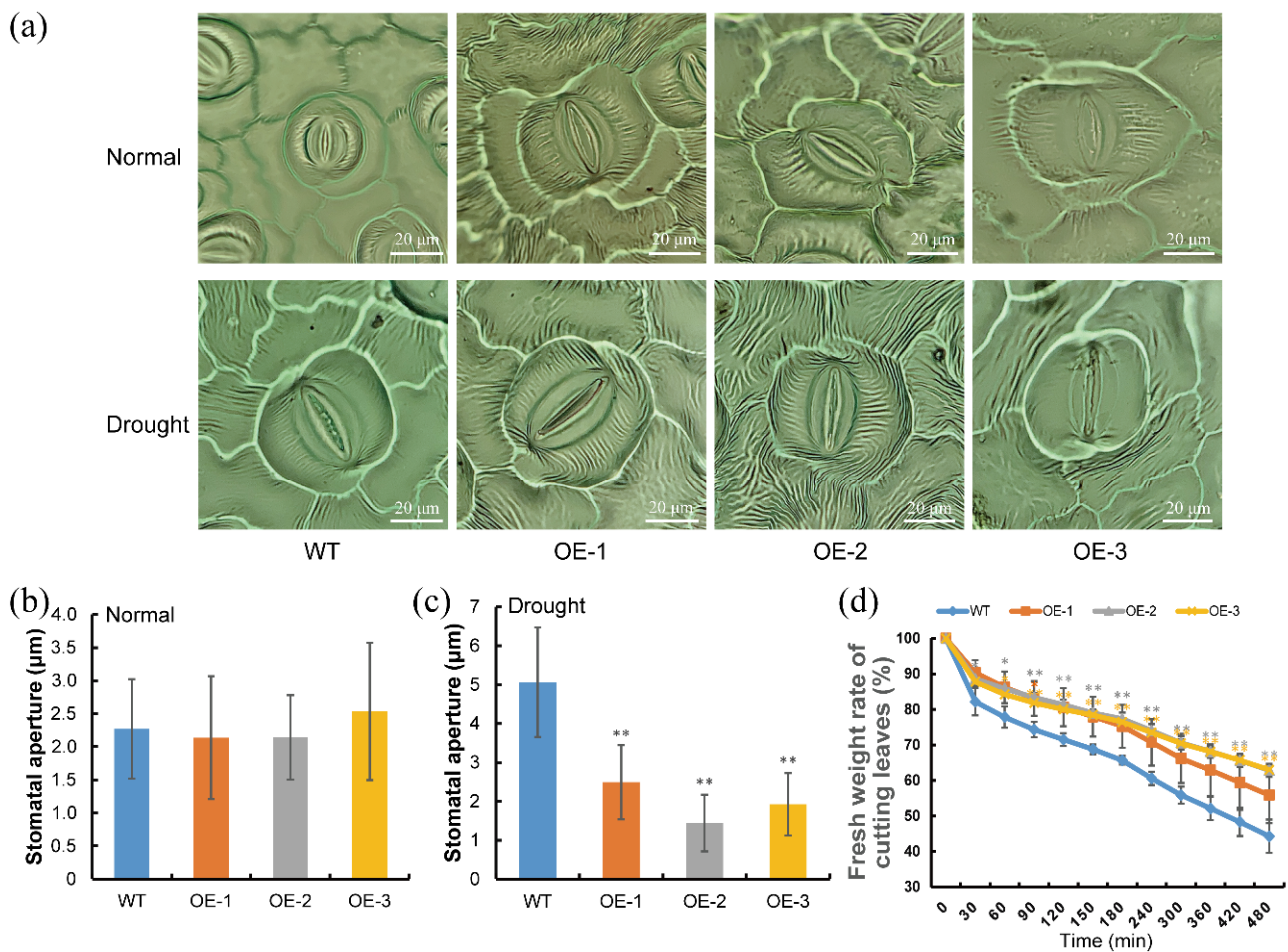 (a)
Normal
20 μm 20 μm 20 μm 20 μm
Drought
20 μm 20 μm 20 μm 20 μm
WT OE-1 OE-2 OE-3
(b)
Normal
Stomatal aperture (μm)
4.0
3.5
3.0
2.5
2.0
1.5
1.0
0.5
0
WT OE-1 OE-2 OE-3
(c)
Drought
Stomatal aperture (μm)
7
6
5
4
3
2
1
0
** ** **
WT OE-1 OE-2 OE-3
(d)
WT OE-1 OE-2 OE-3
Fresh weight rate of
cutting leaves (%)
100
90
80
70
60
50
40
30
* * ** ** ** ** ** ** ** ** **
** ** ** ** ** ** ** ** **
0 30 60 90 120 150 180 240 300 360 420 480
Time (min)